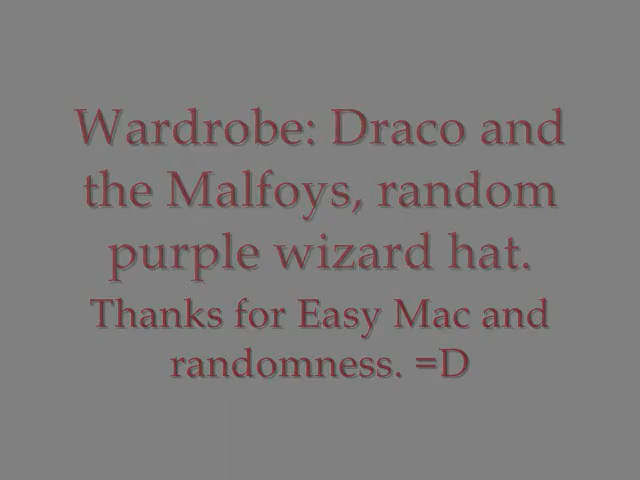 Wardrobe: Draco and
the Malfoys, random
purple wizard hat.
Thanks for Easy Mac and
randomness. =D